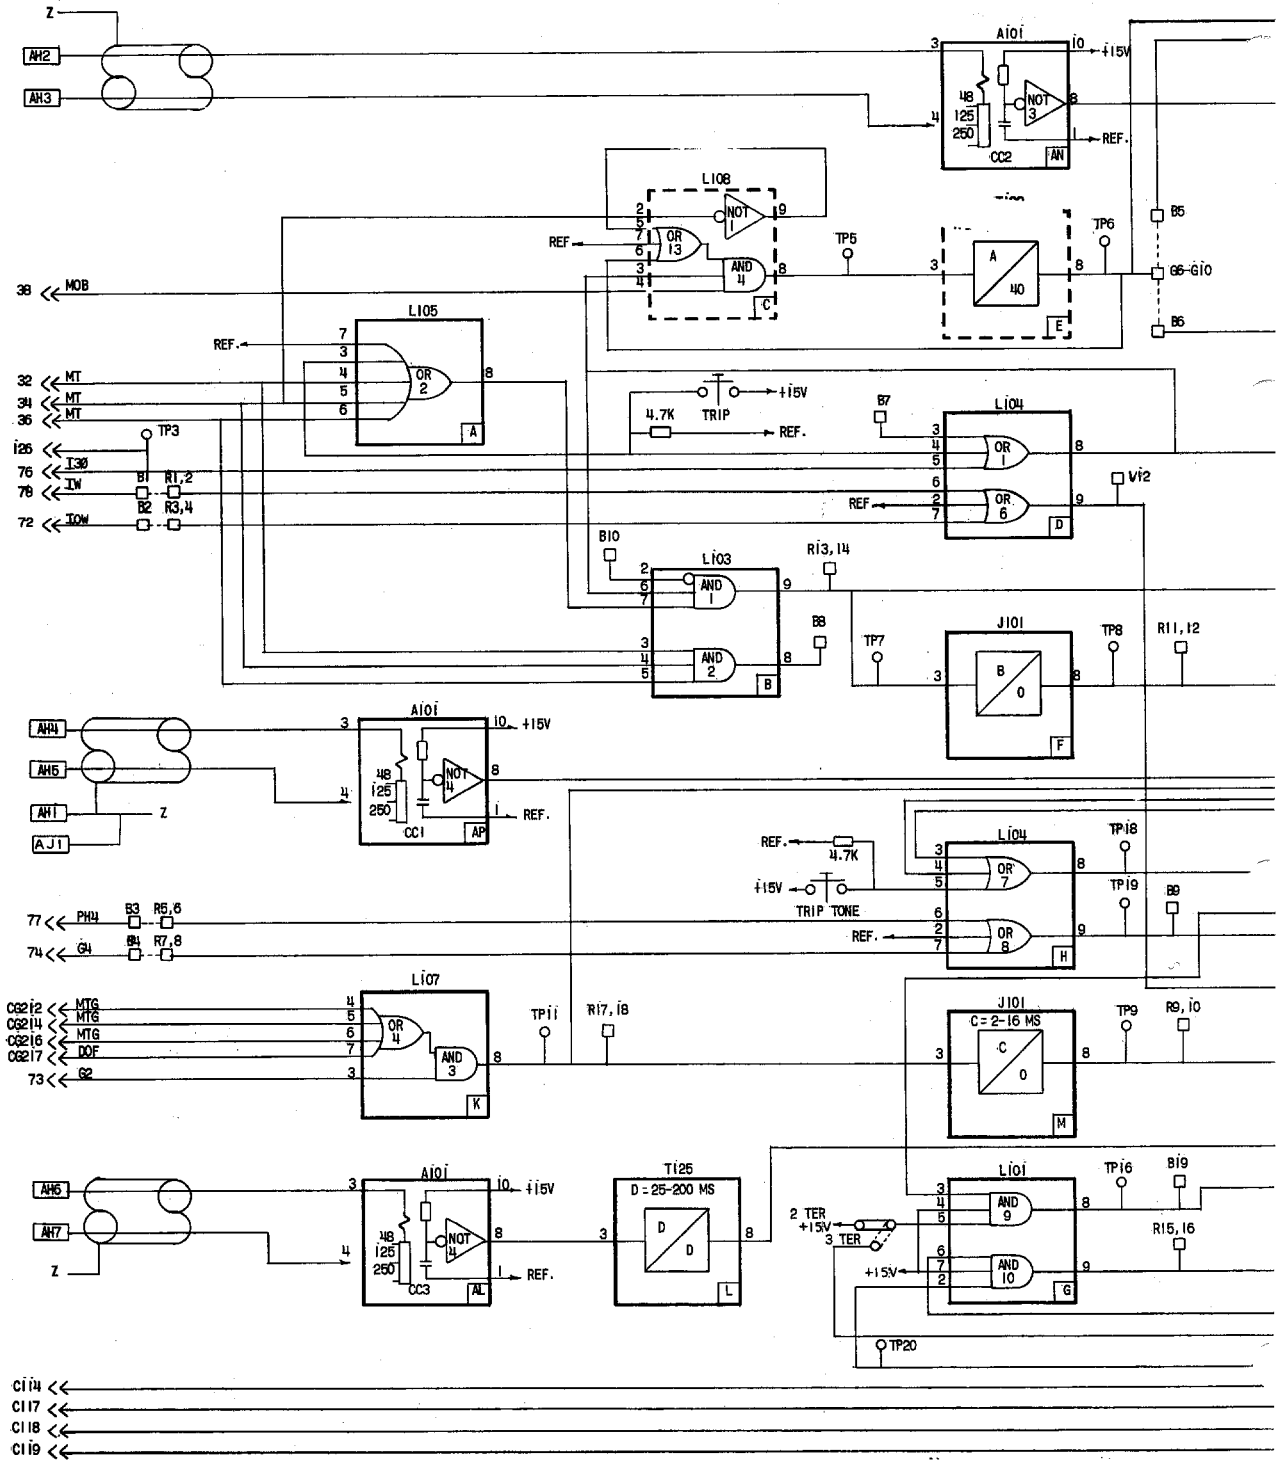 Z
AH2
AH3
A101
3
10
+15V
48
125
250
NOT
3
8
4
1
REF.
CC2
AN
L108
2
5
7
6
3
4
NOT
1
9
REF
OR
13
AND
4
8
C
TP5
3
A
40
8
E
TP6
B5
G6-G10
B6
38
MOB
L105
REF.
7
3
4
5
6
OR
2
8
A
32
MT
34
MT
36
MT
TP3
126
76
I30
78
IW
B1
R1,2
72
IOW
B2
R3,4
TRIP
+15V
4.7K
REF.
B7
L104
3
4
5
OR
1
8
6
2
7
REF
OR
6
9
D
V12
B10
L103
2
6
7
AND
1
9
3
4
5
AND
2
8
B
R13,14
B8
TP7
J101
3
B
0
8
F
TP8
R11,12
AH4
AH5
AH1
AJ1
Z
A101
3
10
+15V
48
125
250
NOT
4
8
4
1
REF.
CC1
AP
REF.
4.7K
+15V
TRIP TONE
L104
3
4
5
OR
7
8
TP18
TP19
B9
6
2
7
REF.
OR
8
9
H
77
PH4
B3
R5,6
74
G4
B4
R7,8
L107
CG212
MTG
CG214
MTG
CG216
MTG
CG217
DOF
73
G2
4
5
6
7
3
OR
4
AND
3
8
K
TP11
R17,18
J101
C = 2-16 MS
3
C
0
8
M
TP9
R9,10
AH6
AH7
Z
A101
3
10
+15V
48
125
250
NOT
4
8
4
1
REF.
CC3
AL
T125
D = 25-200 MS
3
D
D
8
L
2 TER
+15V
3 TER
+15V
L101
3
4
5
AND
9
8
6
7
2
AND
10
9
G
TP16
B19
R15,16
TP20
C114
C117
C118
C119